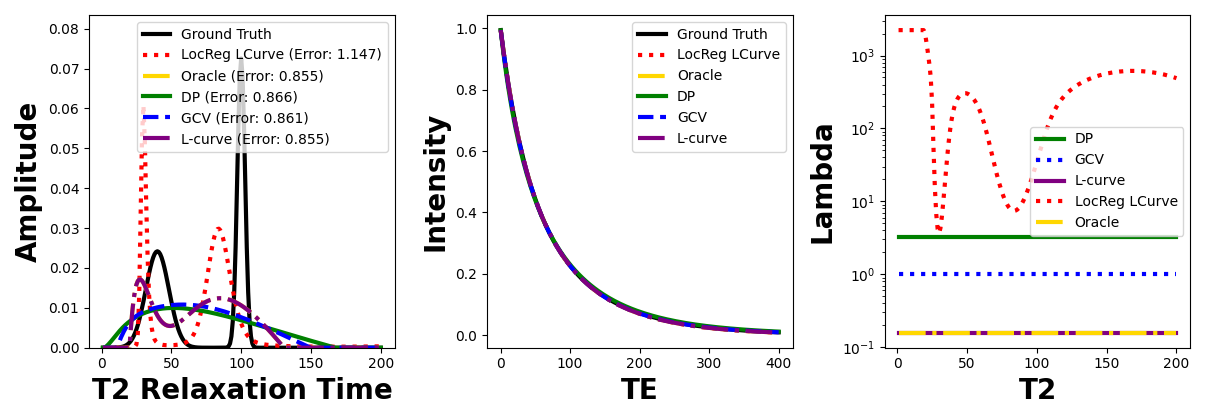 Amplitude
0.08
0.07
0.06
0.05
0.04
0.03
0.02
0.01
0.00
0 50 100 150 200
T2 Relaxation Time
Ground Truth
LocReg LCurve (Error: 1.147)
Oracle (Error: 0.855)
DP (Error: 0.866)
GCV (Error: 0.861)
L-curve (Error: 0.855)
Intensity
1.0
0.8
0.6
0.4
0.2
0.0
0 100 200 300 400
TE
Ground Truth
LocReg LCurve
Oracle
DP
GCV
L-curve
Lambda
10³
10²
10¹
10⁰
10⁻¹
0 50 100 150 200
T2
DP
GCV
L-curve
LocReg LCurve
Oracle